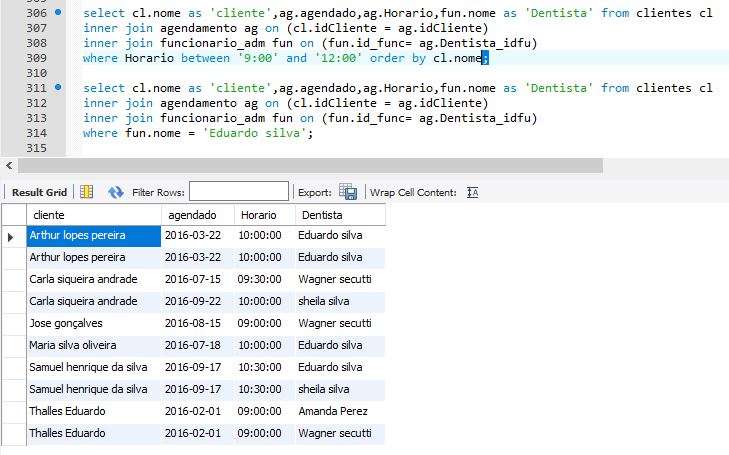 306 select cl.nome as 'cliente',ag.agendado,ag.Horario,fun.nome as 'Dentista' from clientes cl
307 inner join agendamento ag on (cl.idCliente = ag.idCliente)
308 inner join funcionario_adm fun on (fun.id_func= ag.Dentista_idfu)
309 where Horario between '9:00' and '12:00' order by cl.nome;
310
311 select cl.nome as 'cliente',ag.agendado,ag.Horario,fun.nome as 'Dentista' from clientes cl
312 inner join agendamento ag on (cl.idCliente = ag.idCliente)
313 inner join funcionario_adm fun on (fun.id_func= ag.Dentista_idfu)
314 where fun.nome = 'Eduardo silva';
315
Result Grid Filter Rows: Export: Wrap Cell Content: IA
cliente agendado Horario Dentista
Arthur lopes pereira 2016-03-22 10:00:00 Eduardo silva
Arthur lopes pereira 2016-03-22 10:00:00 Eduardo silva
Carla siqueira andrade 2016-07-15 09:30:00 Wagner secutti
Carla siqueira andrade 2016-09-22 10:00:00 sheila silva
Jose gonçalves 2016-08-15 09:00:00 Wagner secutti
Maria silva oliveira 2016-07-18 10:00:00 Eduardo silva
Samuel henrique da silva 2016-09-17 10:30:00 Eduardo silva
Samuel henrique da silva 2016-09-17 10:30:00 sheila silva
Thalles Eduardo 2016-02-01 09:00:00 Amanda Perez
Thalles Eduardo 2016-02-01 09:00:00 Wagner secutti